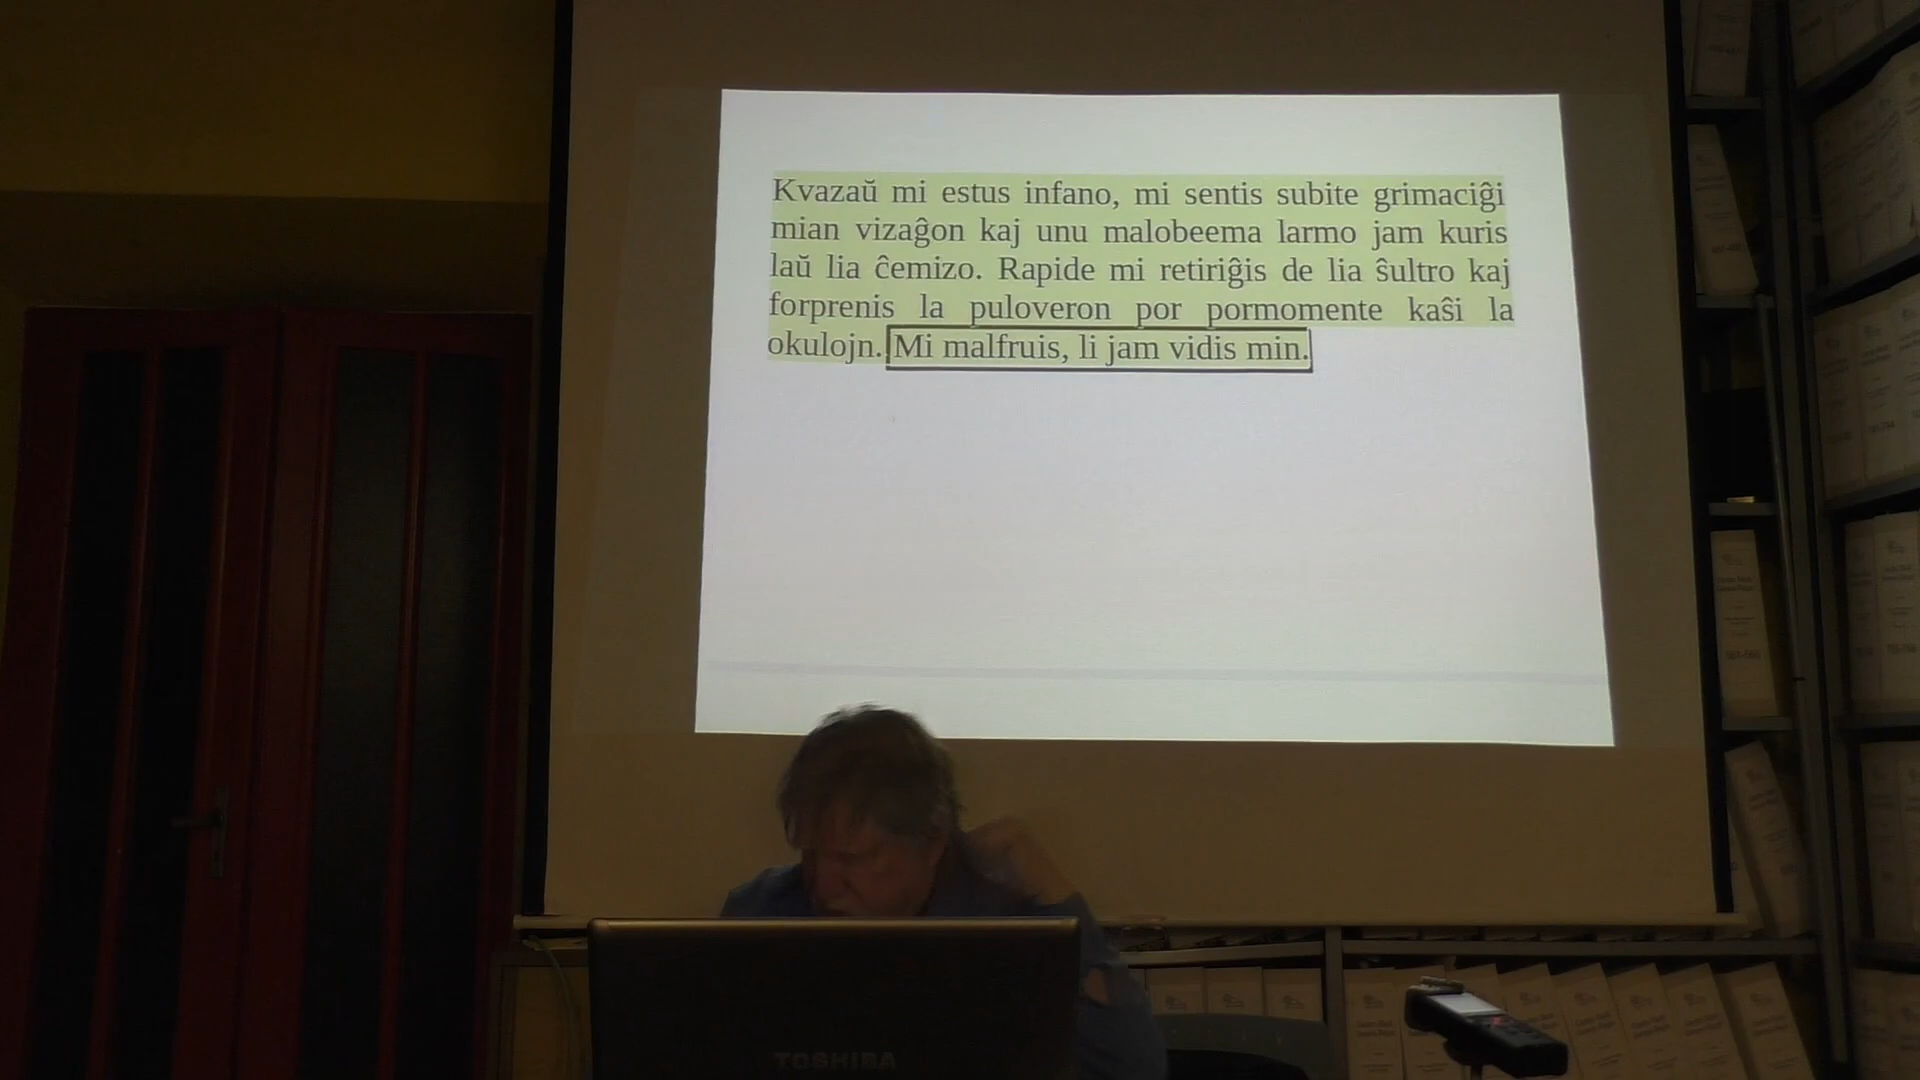 Kvazaŭ mi estus infano, mi sentis subite grimaciĝi
mian vizaĝon kaj unu malobeema larmo jam kuris
laŭ lia ĉemizo. Rapide mi retiriĝis de lia ŝultro kaj
forprenis la puloveron por pormomente kaŝi la
okulojn. Mi malfruis, li jam vidis min.
TOSHIBA